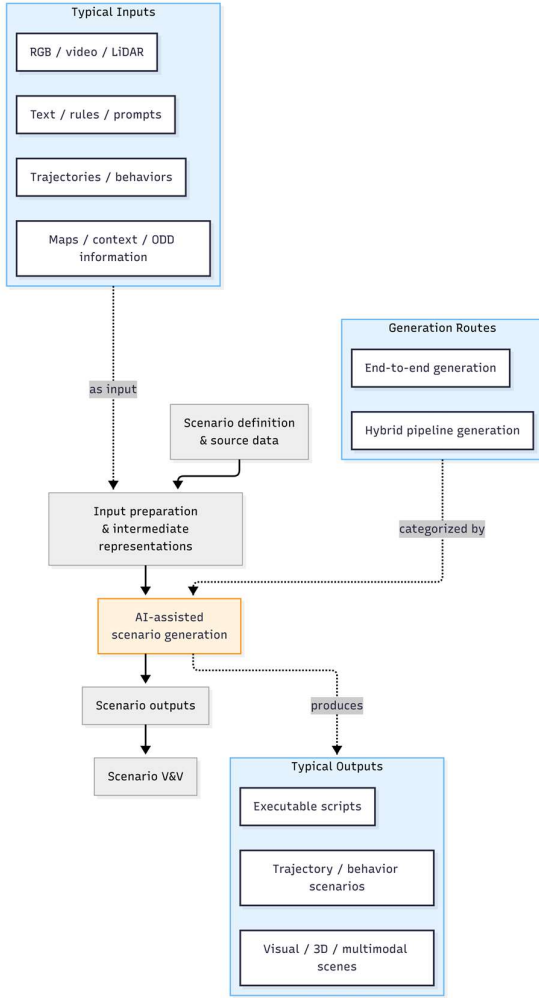 Typical Inputs
RGB / video / LiDAR
Text / rules / prompts
Trajectories / behaviors
Maps / context / ODD
information
Generation Routes
End-to-end generation
Hybrid pipeline generation
as input
Scenario definition
& source data
Input preparation
& intermediate
representations
categorized by
AI-assisted
scenario generation
Scenario outputs
produces
Scenario V&V
Typical Outputs
Executable scripts
Trajectory / behavior
scenarios
Visual / 3D / multimodal
scenes